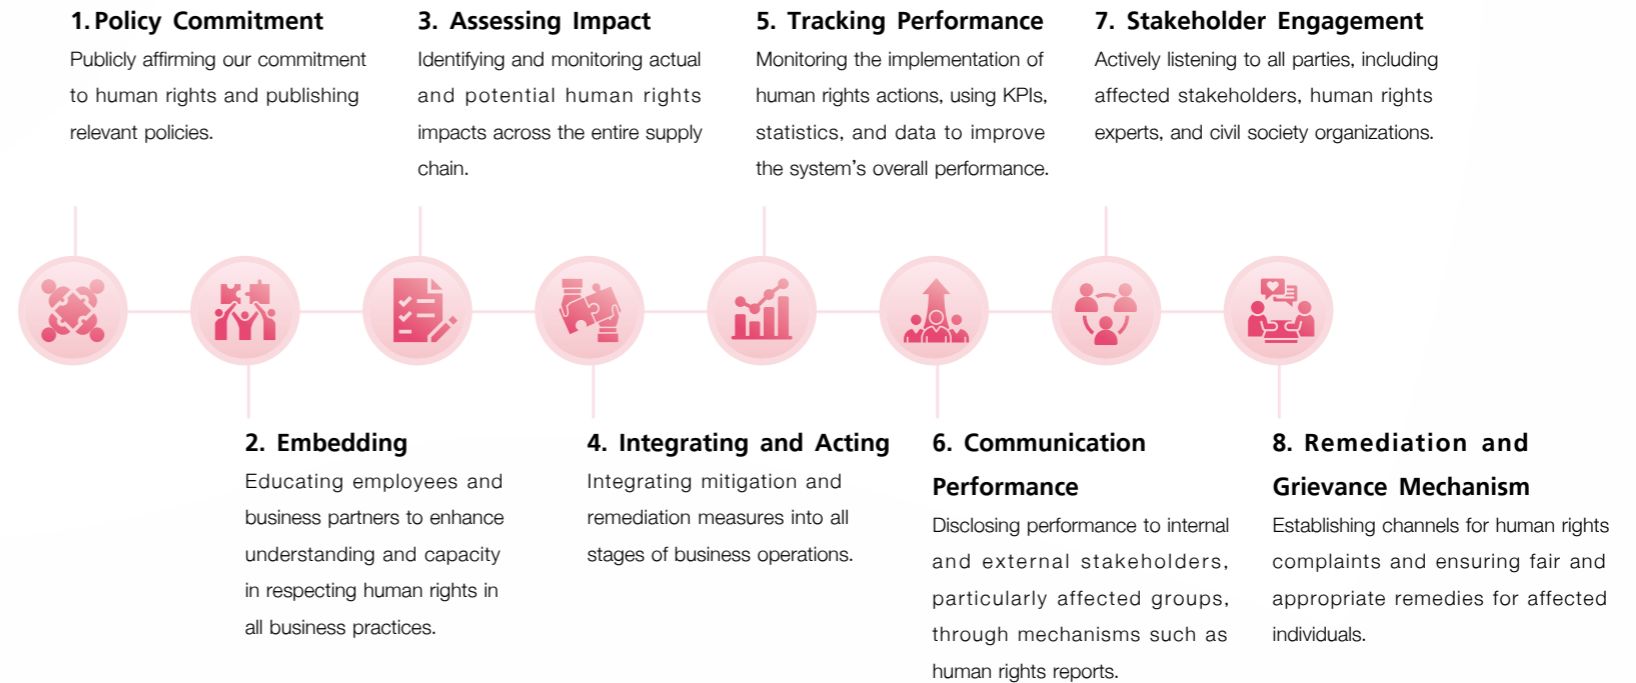 1. Policy Commitment
Publicly affirming our commitment
to human rights and publishing
relevant policies.
2. Embedding
Educating employees and
business partners to enhance
understanding and capacity
in respecting human rights in
all business practices.
3. Assessing Impact
Identifying and monitoring actual
and potential human rights
impacts across the entire supply
chain.
4. Integrating and Acting
Integrating mitigation and
remediation measures into all
stages of business operations.
5. Tracking Performance
Monitoring the implementation of
human rights actions, using KPIs,
statistics, and data to improve
the system's overall performance.
6. Communication
Performance
Disclosing performance to internal
and external stakeholders,
particularly affected groups,
through mechanisms such as
human rights reports.
7. Stakeholder Engagement
Actively listening to all parties, including
affected stakeholders, human rights
experts, and civil society organizations.
8. Remediation and
Grievance Mechanism
Establishing channels for human rights
complaints and ensuring fair and
appropriate remedies for affected
individuals.